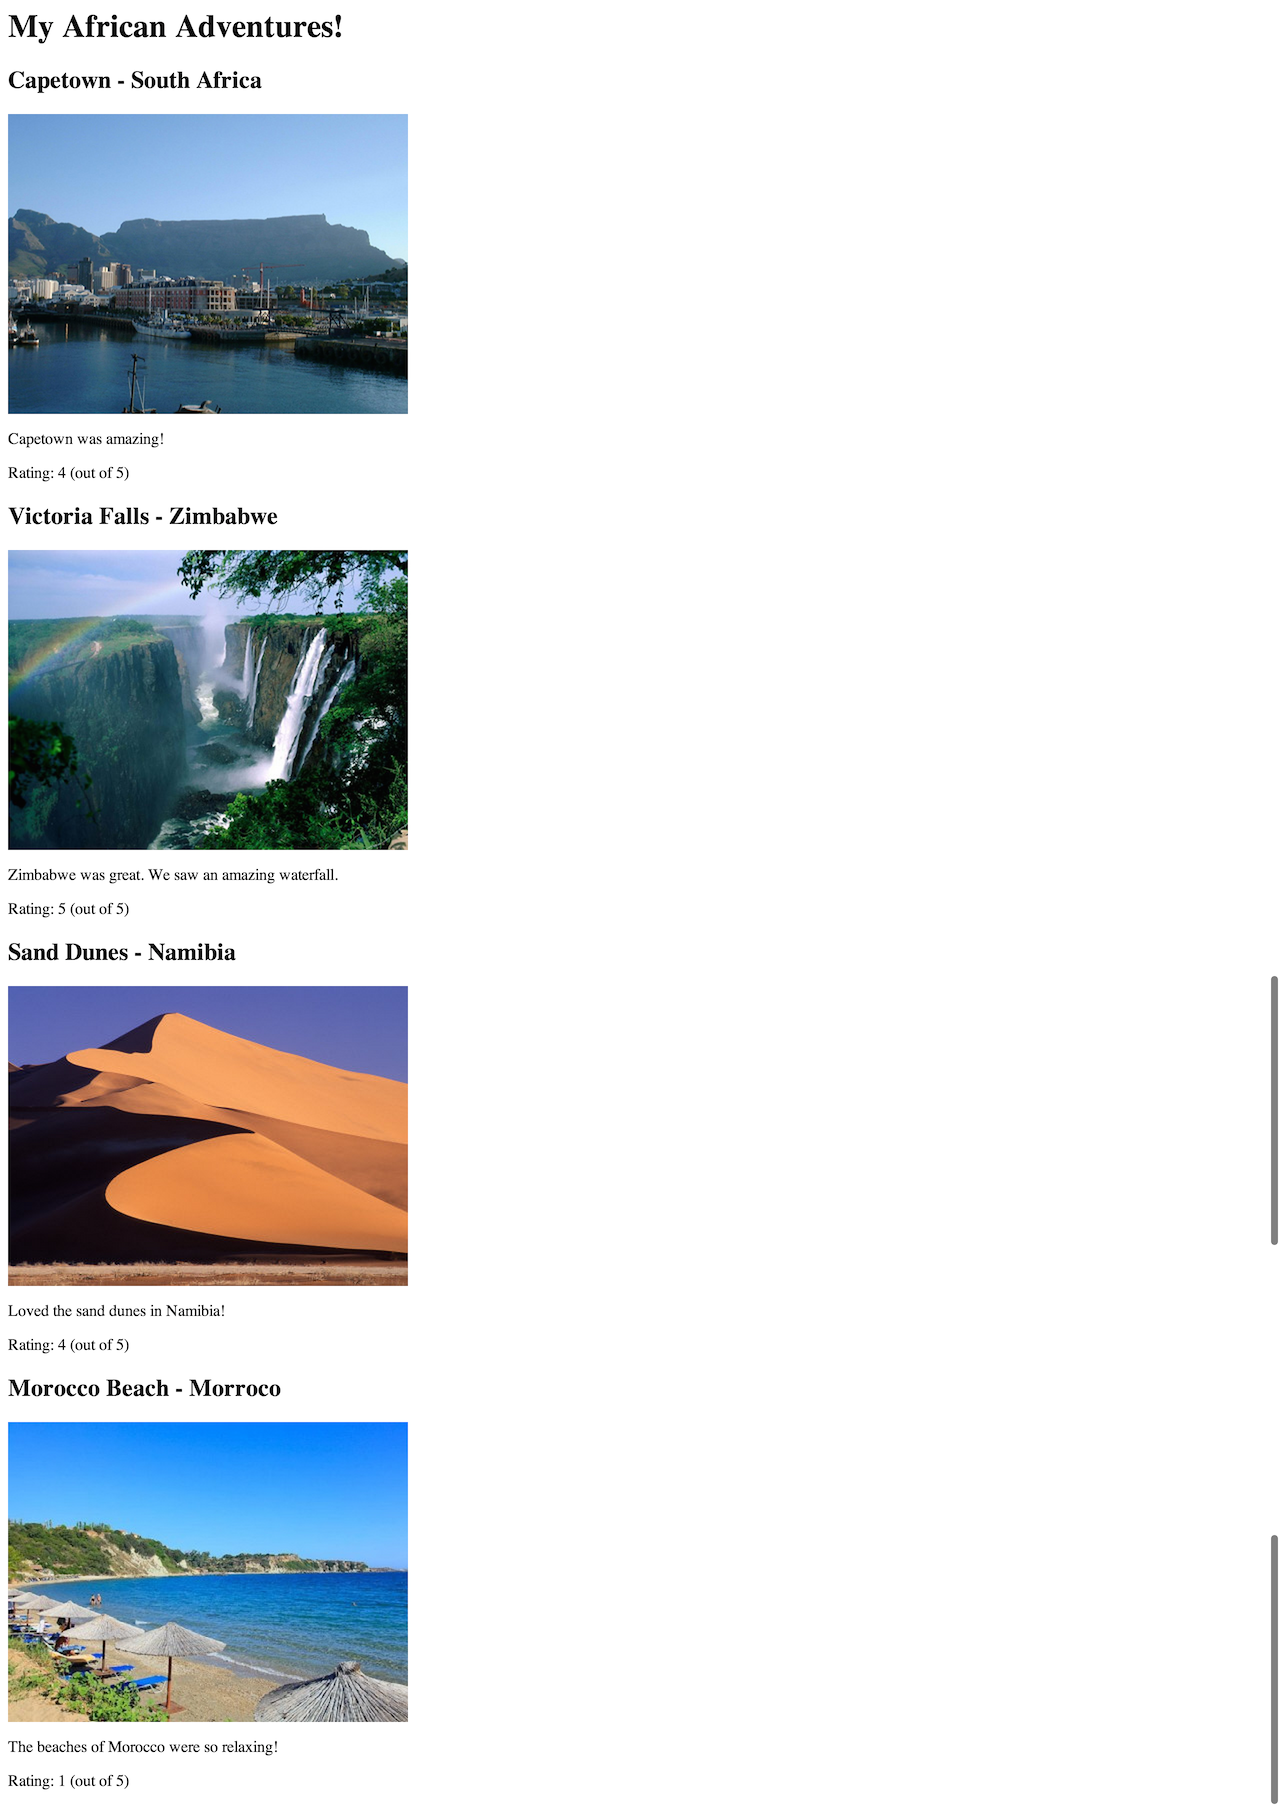 My African Adventures!
Capetown - South Africa
Capetown was amazing!
Rating: 4 (out of 5)
Victoria Falls - Zimbabwe
Zimbabwe was great. We saw an amazing waterfall.
Rating: 5 (out of 5)
Sand Dunes - Namibia
Loved the sand dunes in Namibia!
Rating: 4 (out of 5)
Morocco Beach - Morroco
The beaches of Morocco were so relaxing!
Rating: 1 (out of 5)